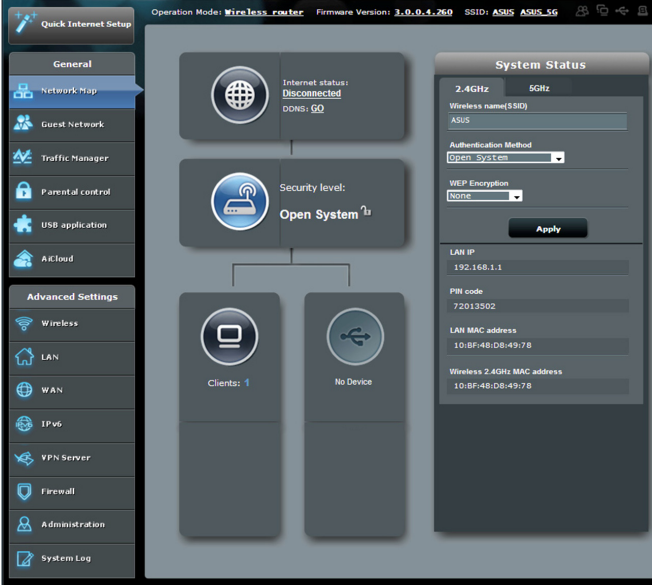 Quick Internet Setup
Operation Mode: Wireless router Firmware Version: 3.0.0.4.260 SSID: ASUS ASUS_5G
General
Network Map
Guest Network
Traffic Manager
Parental control
USB application
AiCloud
Advanced Settings
Wireless
LAN
WAN
IPv6
VPN Server
Firewall
Administration
System Log
Internet status:
Disconnected
DDNS: GO
Security level:
Open System
Clients: 1
No Device
System Status
2.4GHz 5GHz
Wireless name(SSID)
ASUS
Authentication Method
Open System
WEP Encryption
None
Apply
LAN IP
192.168.1.1
PIN code
72013502
LAN MAC address
10:BF:48:D8:49:78
Wireless 2.4GHz MAC address
10:BF:48:D8:49:78